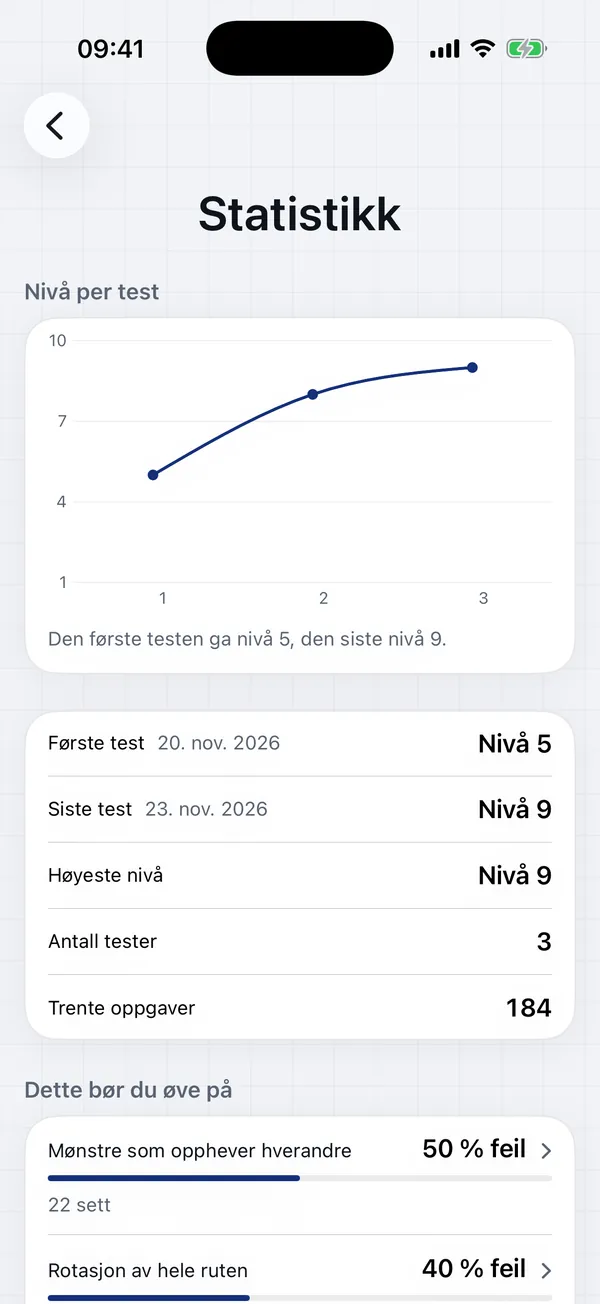 09:41
Statistikk
Nivå per test
10
7
4
1
1 2 3
Den første testen ga nivå 5, den siste nivå 9.
Første test 20. nov. 2026 Nivå 5
Siste test 23. nov. 2026 Nivå 9
Høyeste nivå Nivå 9
Antall tester 3
Trente oppgaver 184
Dette bør du øve på
Mønstre som opphever hverandre 50 % feil
22 sett
Rotasjon av hele ruten 40 % feil